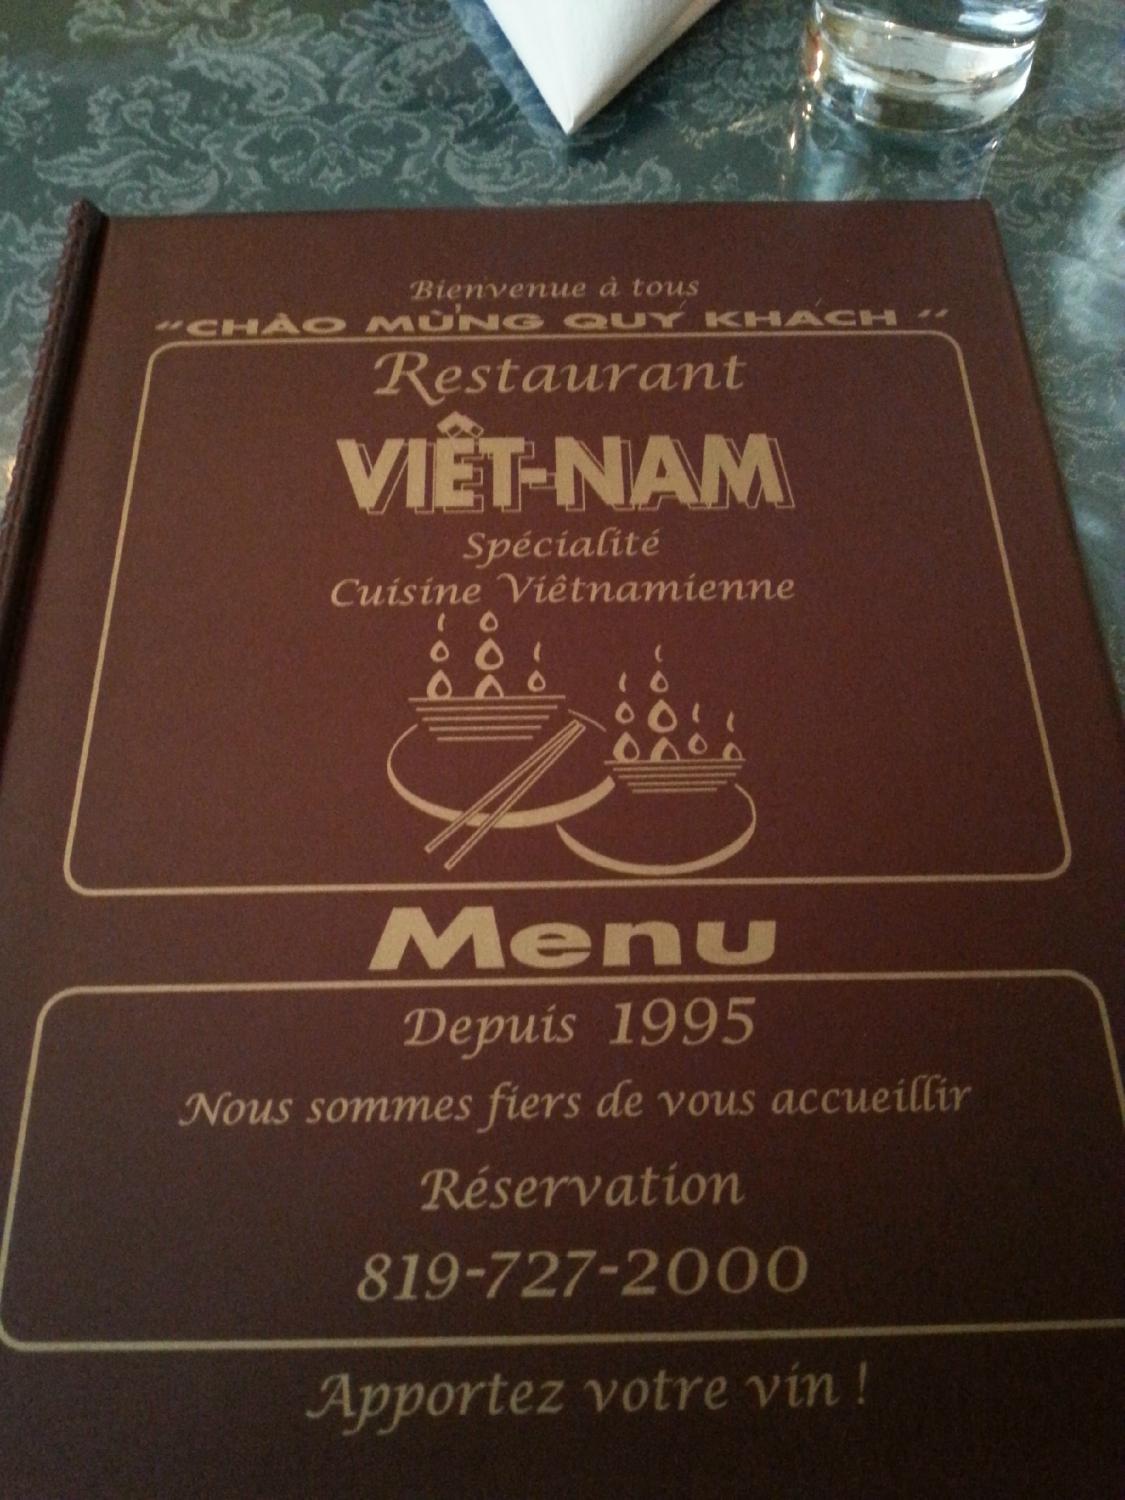 Bienvenue à tous
“CHÀO MỪNG QUÝ KHÁCH “
Restaurant
VIÊT-NAM
Spécialité
Cuisine Viêtnamienne
Menu
Depuis 1995
Nous sommes fiers de vous accueillir
Réservation
819-727-2000
Apportez votre vin !